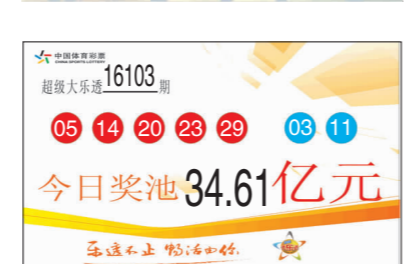 中国体育彩票
CHINA SPORTS LOTTERY
超级大乐透16103期
05 14 20 23 29 03 11
今日奖池34.61亿元
乐透不止 畅活由你